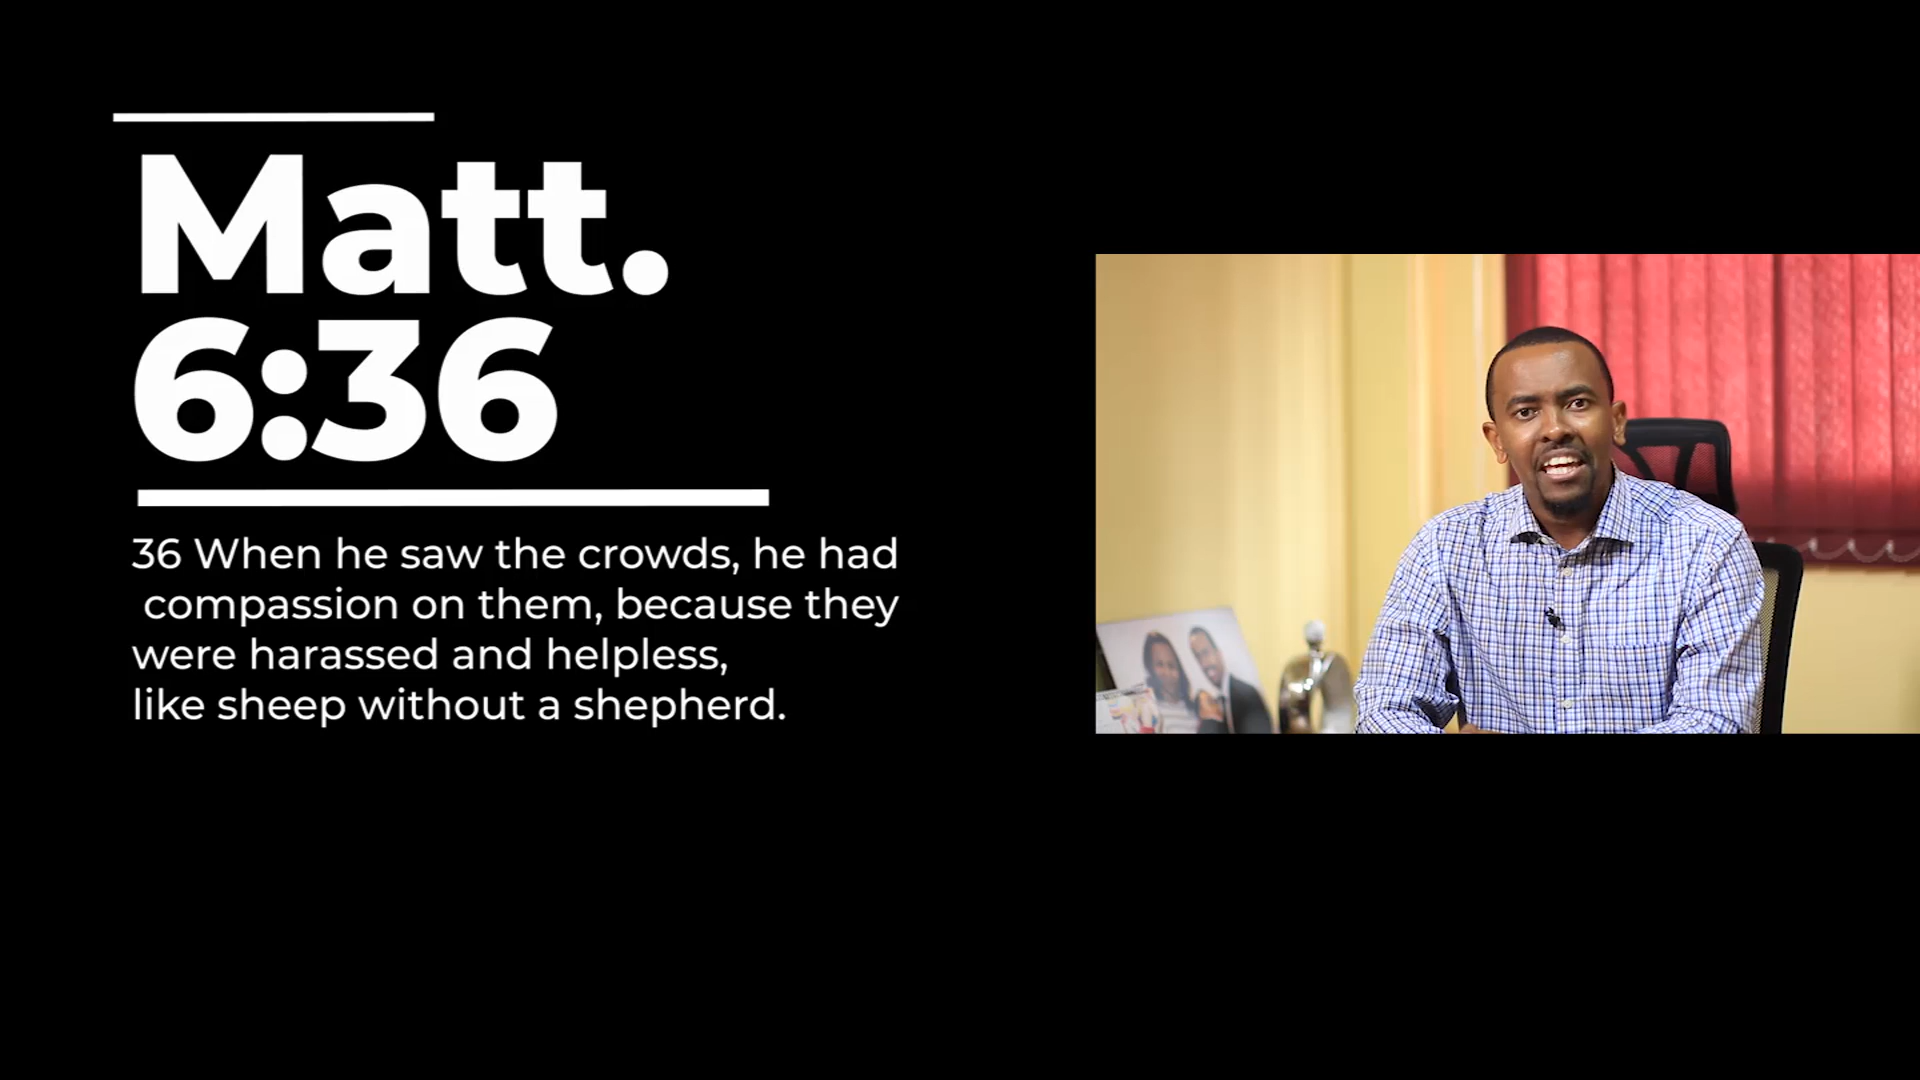 Matt.
6:36
36 When he saw the crowds, he had
compassion on them, because they
were harassed and helpless,
like sheep without a shepherd.